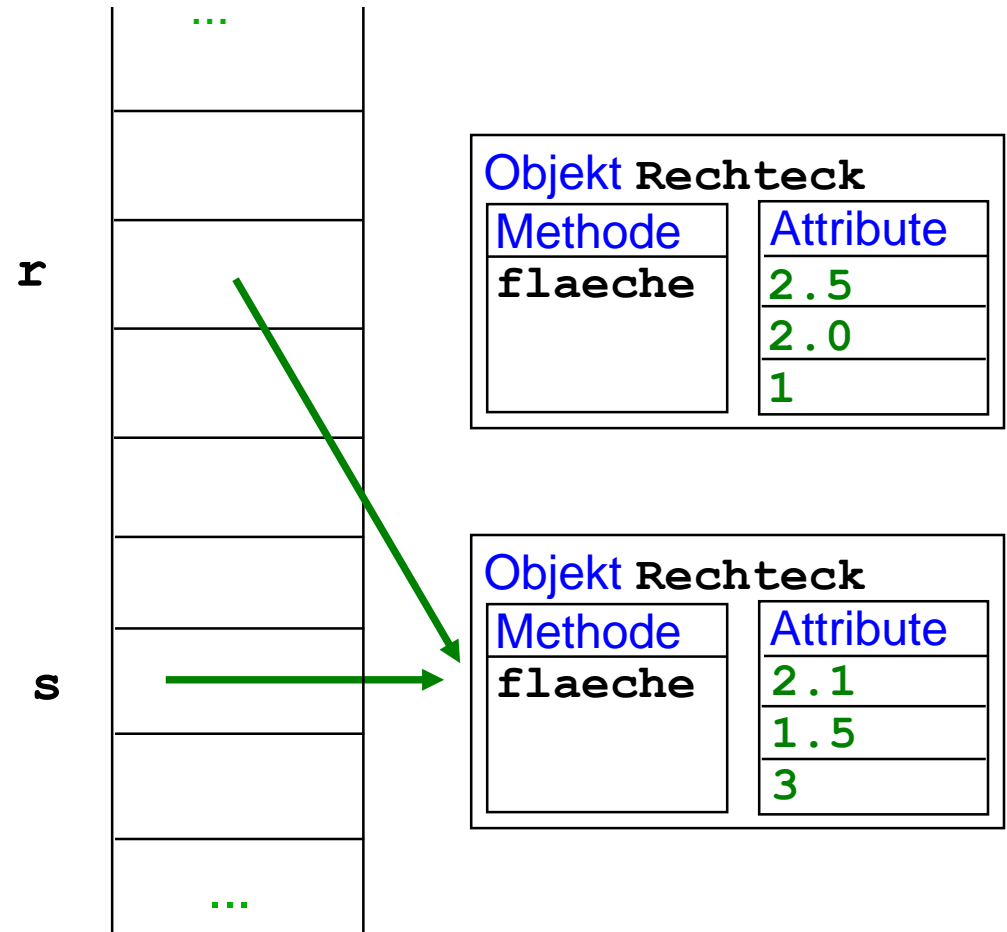 ...
r
s
...
Objekt Rechteck
Methode
flaeche
Attribute
2.5
2.0
1
Objekt Rechteck
Methode
flaeche
Attribute
2.1
1.5
3